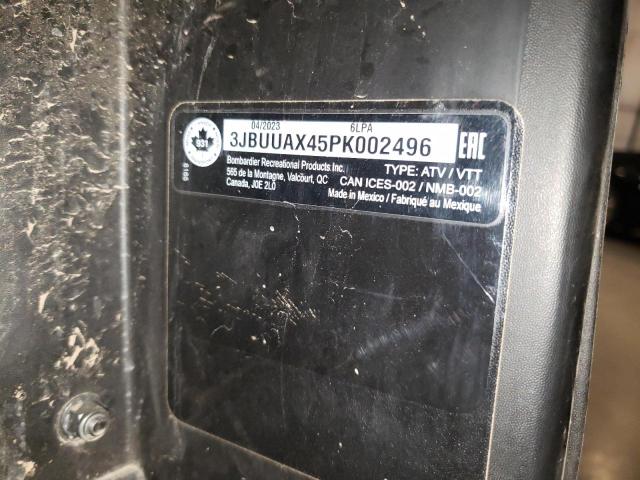 04/2023 6LPA
3JBUUAX45PK002496
EAC
931
Bombardier Recreational Products Inc.
565 de la Montagne, Valcourt, QC
Canada, J0E 2L0
TYPE: ATV / VTT
CAN ICES-002 / NMB-002
Made in Mexico / Fabriqué au Mexique